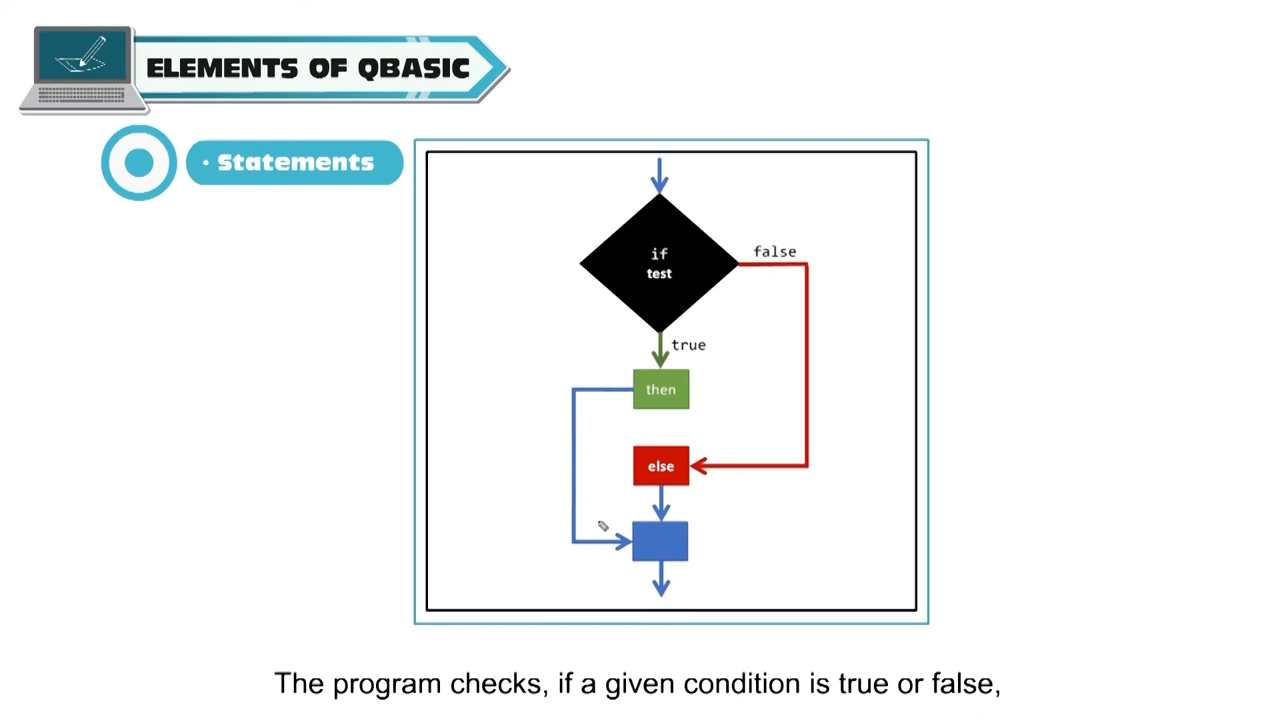 ELEMENTS OF QBASIC
· Statements
if
test
false
true
then
else
The program checks, if a given condition is true or false,